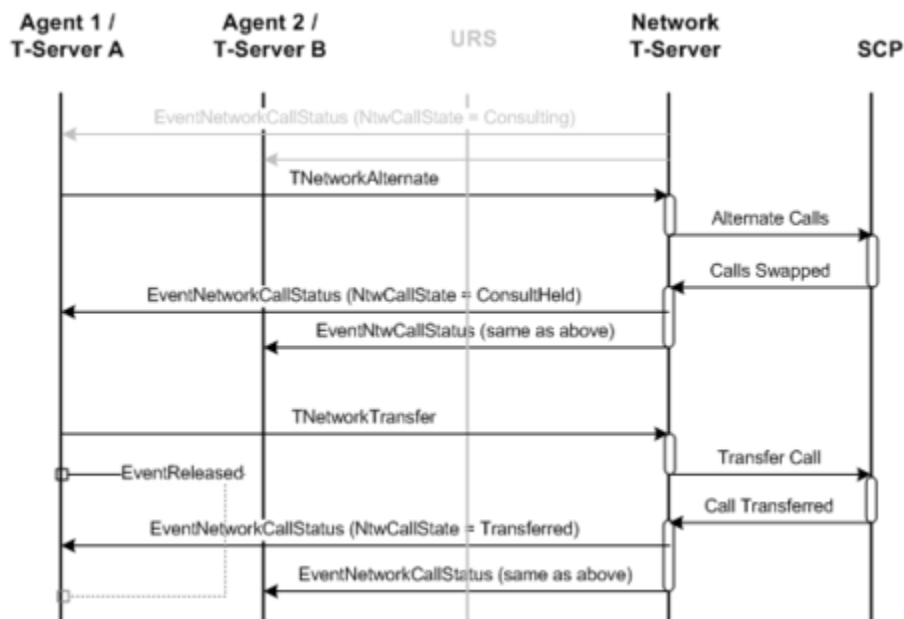 Agent 1 /
T-Server A
Agent 2 /
T-Server B
URS
Network
T-Server
SCP
EventNetworkCallStatus (NtwCallState = Consulting)
TNetworkAlternate
Alternate Calls
Calls Swapped
EventNetworkCallStatus (NtwCallState = ConsultHeld)
EventNtwCallStatus (same as above)
TNetworkTransfer
EventReleased
Transfer Call
Call Transferred
EventNetworkCallStatus (NtwCallState = Transferred)
EventNetworkCallStatus (same as above)